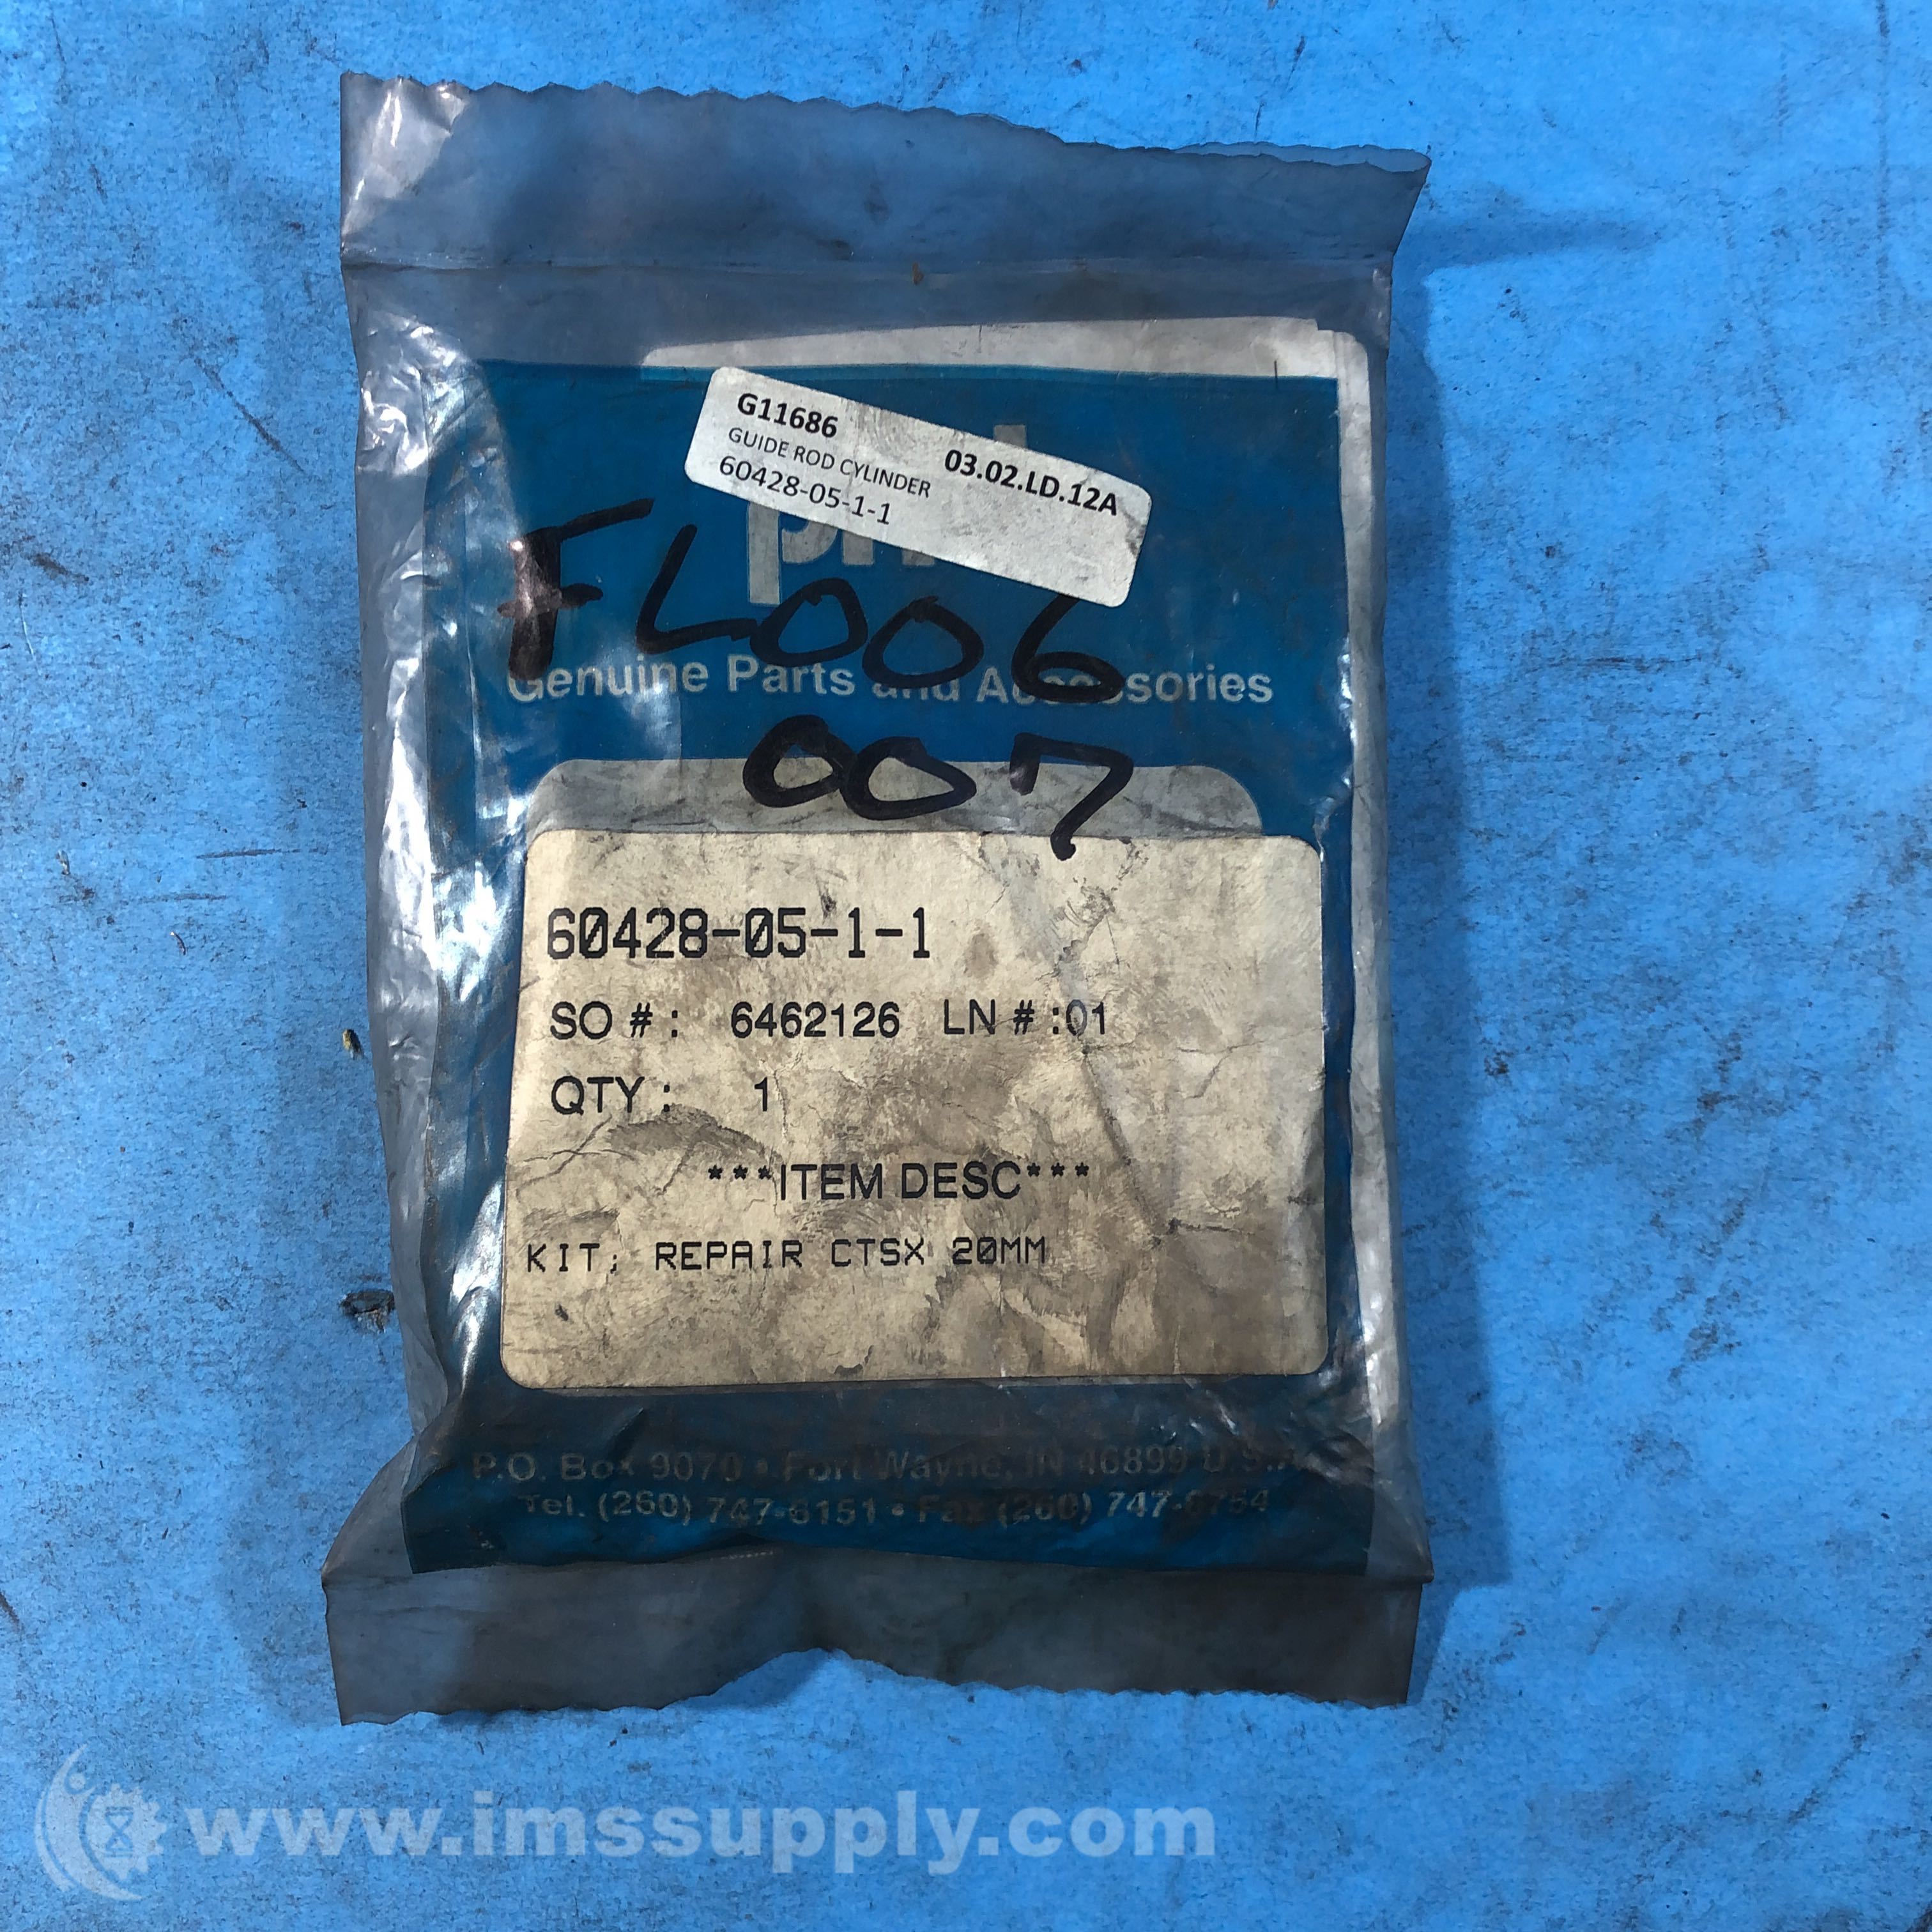 G11686
GUIDE ROD CYLINDER
60428-05-1-1
03.02.LD.12A
FL006
Genuine Parts and Accessories
007
60428-05-1-1
SO # : 6462126 LN # :01
QTY : 1
***ITEM DESC***
KIT; REPAIR CTSX 20MM
P.O. Box 9070 • Fort Wayne, IN 46899 U.S.A.
Tel. (260) 747-6151 • Fax (260)
www.imssupply.com